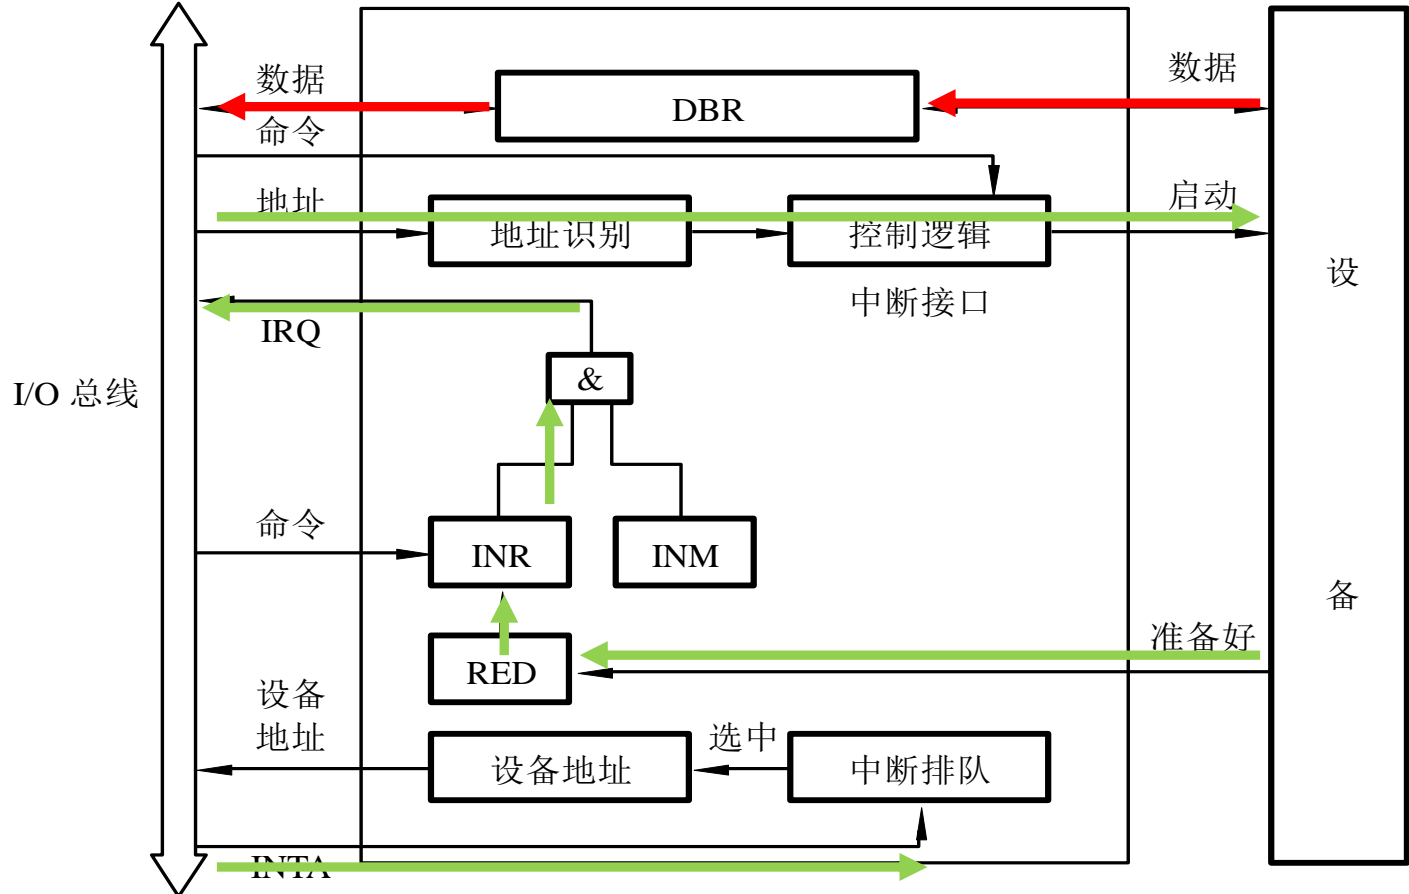 数据
数据
DBR
命令
地址
启动
地址识别
控制逻辑
设
中断接口
IRQ
&
I/O 总线
命令
INR
INM
备
准备好
RED
设备
地址
选中
设备地址
中断排队
INTA